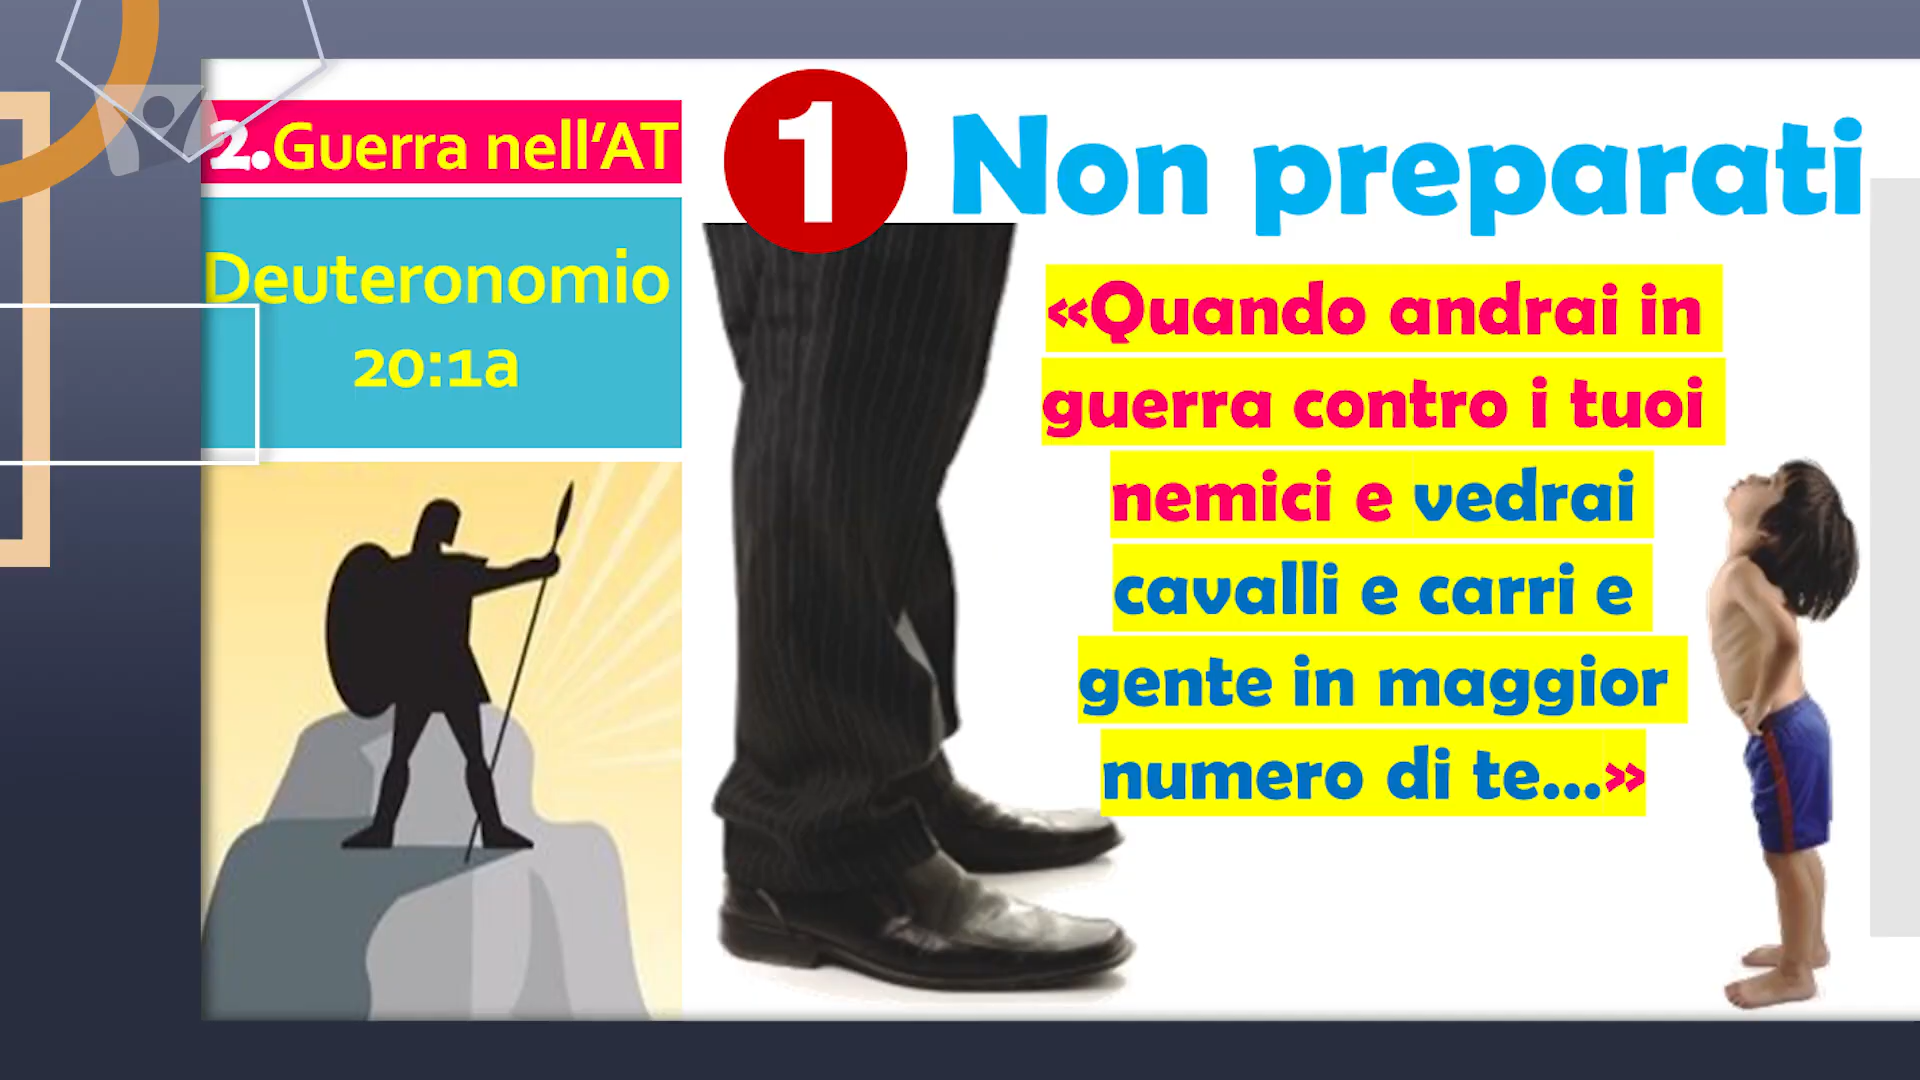 2.Guerra nell’AT
Deuteronomio
20:1a
1
Non preparati
«Quando andrai in
guerra contro i tuoi
nemici e vedrai
cavalli e carri e
gente in maggior
numero di te...»